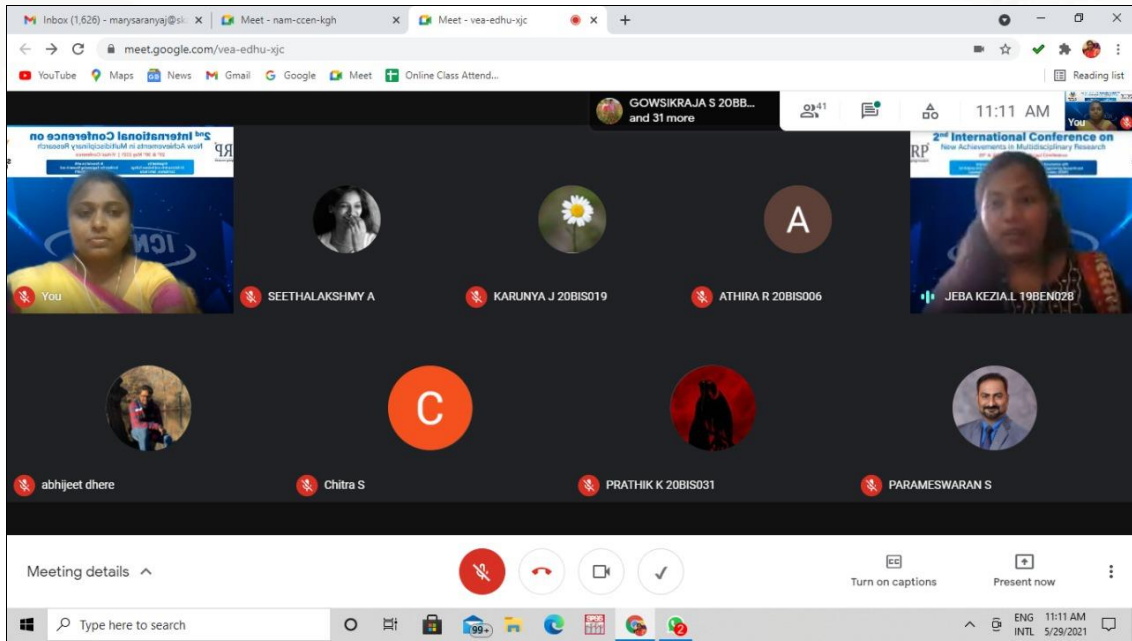 Inbox (1,626) - marysaranyaj@sk
Meet - nam-ccen-kgh
Meet - vea-edhu-xjc
meet.google.com/vea-edhu-xjc
YouTube
Maps
GB
News
Gmail
Google
Meet
Online Class Attend...
Reading list
GOWSIKRAJA S 20BB...
and 31 more
41
11:11 AM
You
2nd International Conference on
New Achievements in Multidisciplinary Research
You
SEETHALAKSHMY A
KARUNYA J 20BIS019
A
ATHIRA R 20BIS006
2nd International Conference on
New Achievements in Multidisciplinary Research
RP
JEBA KEZIA.L 19BEN028
abhijeet dhere
C
Chitra S
PRATHIK K 20BIS031
PARAMESWARAN S
Meeting details
CC
Turn on captions
Present now
Type here to search
99+
2
ENG
INTL
11:11 AM
5/29/2021